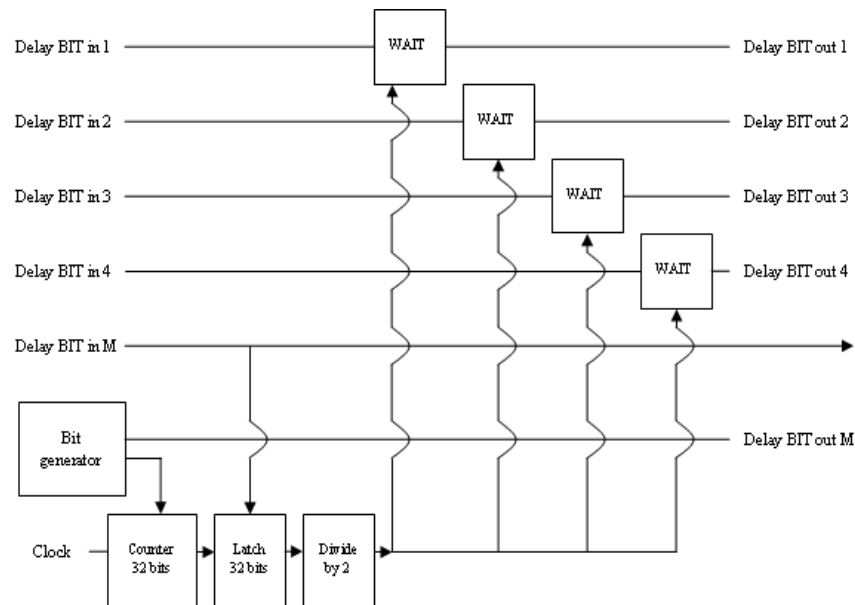 Delay BIT in 1
WAIT
Delay BIT out 1
Delay BIT in 2
WAIT
Delay BIT out 2
Delay BIT in 3
WAIT
Delay BIT out 3
Delay BIT in 4
WAIT
Delay BIT out 4
Delay BIT in M
Bit
generator
Delay BIT out M
Clock
Counter
32 bits
Latch
32 bits
Divide
by 2